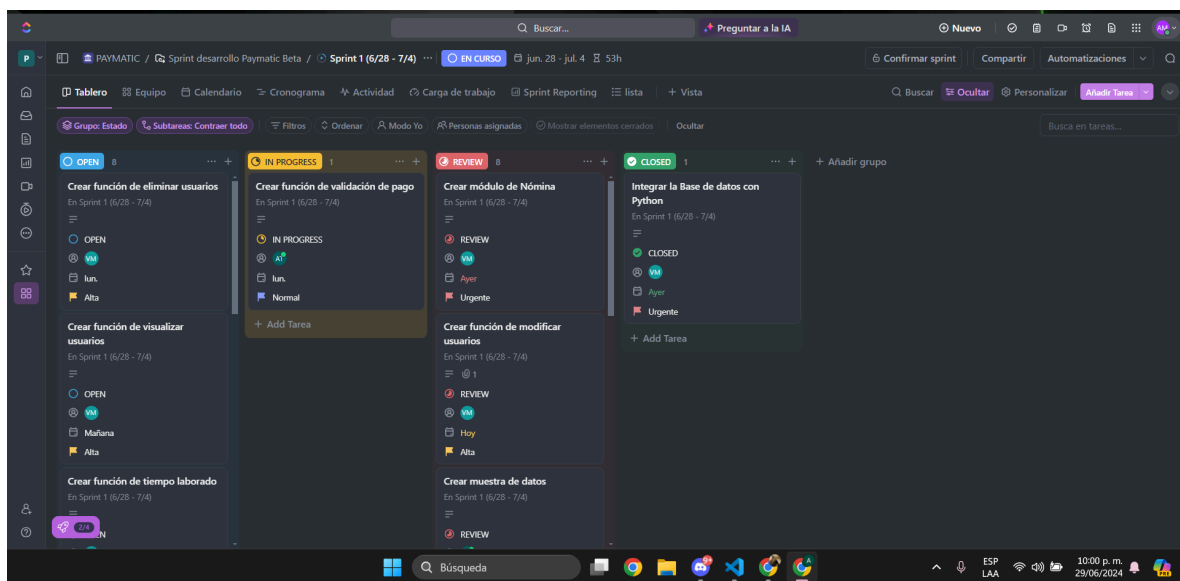 Buscar...
Preguntar a la IA
Nuevo
AM
P
PAYMATIC / Sprint desarrollo Paymatic Beta / Sprint 1 (6/28 - 7/4) ··· EN CURSO jun. 28 - jul. 4 53h
Confirmar sprint
Compartir
Automatizaciones
Tablero Equipo Calendario Cronograma Actividad Carga de trabajo Sprint Reporting lista + Vista
Buscar Ocultar Personalizar Añadir Tarea
Grupo: Estado Subtareas: Contraer todo Filtros Ordenar Modo Yo Personas asignadas Mostrar elementos cerrados Ocultar
Busca en tareas...
OPEN 8 ··· +
Crear función de eliminar usuarios
En Sprint 1 (6/28 - 7/4)
OPEN
VM
lun.
Alta
Crear función de visualizar
usuarios
En Sprint 1 (6/28 - 7/4)
OPEN
VM
Mañana
Alta
Crear función de tiempo laborado
En Sprint 1 (6/28 - 7/4)
2/4
IN PROGRESS 1 ··· +
Crear función de validación de pago
En Sprint 1 (6/28 - 7/4)
IN PROGRESS
AT
lun.
Normal
+ Add Tarea
REVIEW 8 ··· +
Crear módulo de Nómina
En Sprint 1 (6/28 - 7/4)
REVIEW
VM
Ayer
Urgente
Crear función de modificar
usuarios
En Sprint 1 (6/28 - 7/4)
1
REVIEW
VM
Hoy
Alta
Crear muestra de datos
En Sprint 1 (6/28 - 7/4)
REVIEW
CLOSED 1 ··· +
Integrar la Base de datos con
Python
En Sprint 1 (6/28 - 7/4)
CLOSED
VM
Ayer
Urgente
+ Add Tarea
+ Añadir grupo
Búsqueda
ESP
LAA
10:00 p. m.
29/06/2024